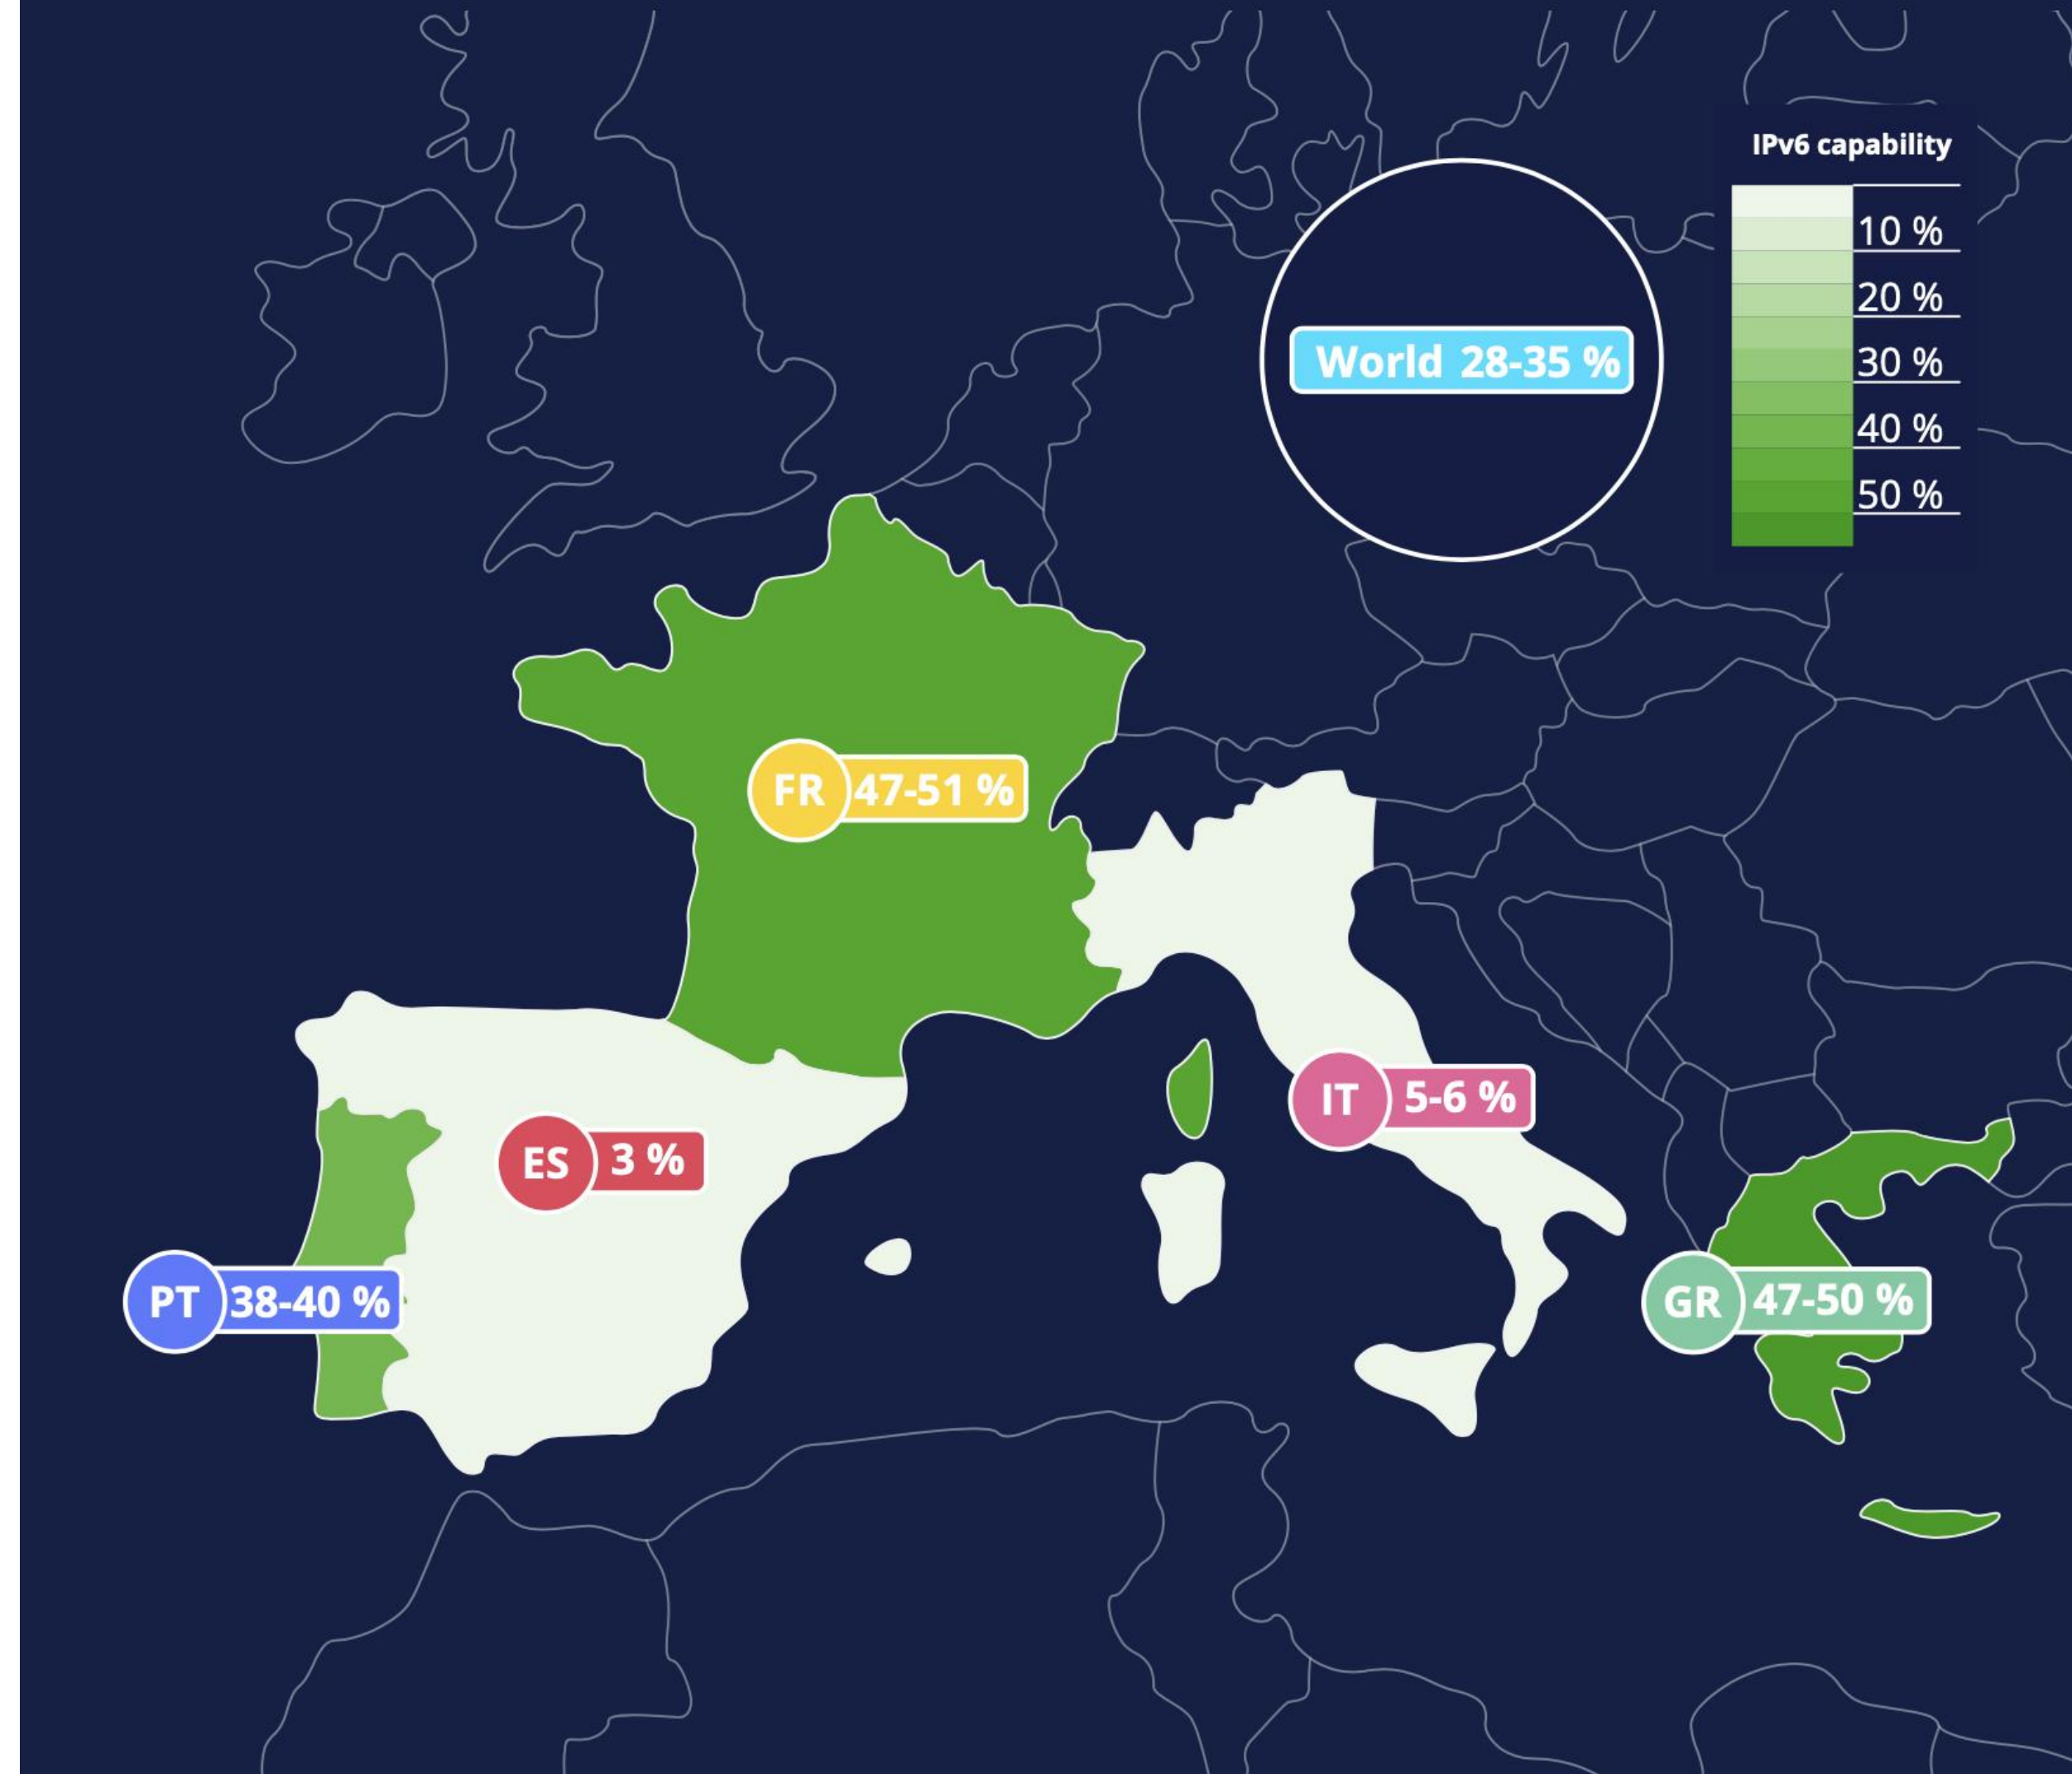 IPv6 capability
10 %
20 %
30 %
40 %
50 %
World 28-35 %
FR 47-51 %
IT 5-6 %
ES 3 %
PT 38-40 %
GR 47-50 %